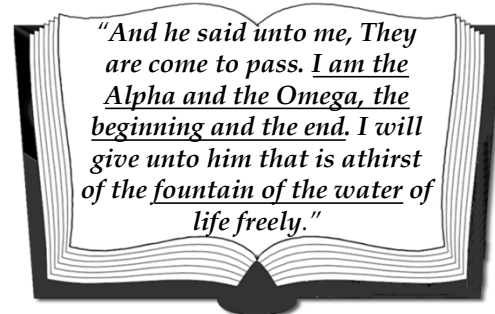 “And he said unto me, They
are come to pass. I am the
Alpha and the Omega, the
beginning and the end. I will
give unto him that is athirst
of the fountain of the water of
life freely.”